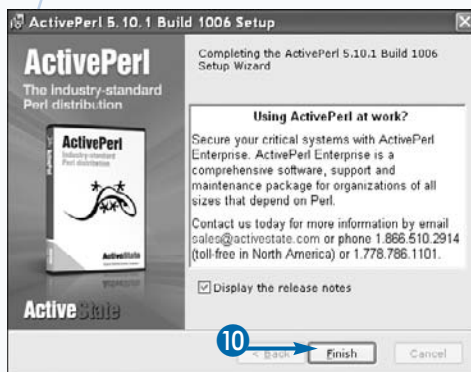 ActivePerl 5.10.1 Build 1006 Setup
ActivePerl
The industry-standard
Perl distribution
ActivePerl
Industry-standard
Perl distribution
ActiveState
ActiveState
Completing the ActivePerl 5.10.1 Build 1006
Setup Wizard
Using ActivePerl at work?
Secure your critical systems with ActivePerl
Enterprise. ActivePerl Enterprise is a
comprehensive software, support and
maintenance package for organizations of all
sizes that depend on Perl.
Contact us today for more information by email
sales@activestate.com or phone 1.866.510.2914
(toll-free in North America) or 1.778.786.1101.
Display the release notes
10
< Back
Finish
Cancel